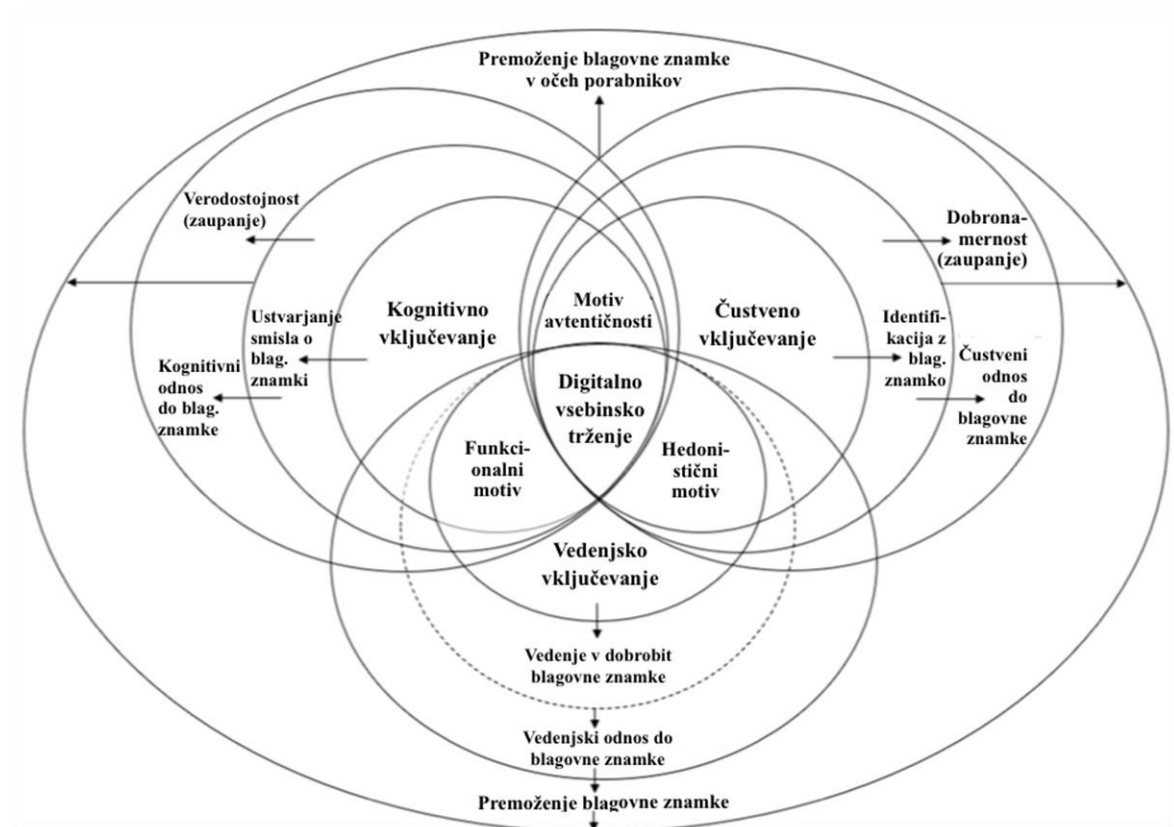 Premoženje blagovne znamke
v očeh porabnikov
Verodostojnost
(zaupanje)
Dobrona-
mernost
(zaupanje)
Kognitivno
vključevanje
Motiv
avtentičnosti
Čustveno
vključevanje
Ustvarjanje
smisla o
blag.
znamki
Identifi-
kacija z
blag.
znamko
Kognitivni
odnos
do blag.
znamke
Čustveni
odnos
do
blagovne
znamke
Digitalno
vsebinsko
trženje
Funkci-
onalni
motiv
Hedoni-
stični
motiv
Vedenjsko
vključevanje
Vedenje v dobrobit
blagovne znamke
Vedenjski odnos do
blagovne znamke
Premoženje blagovne znamke